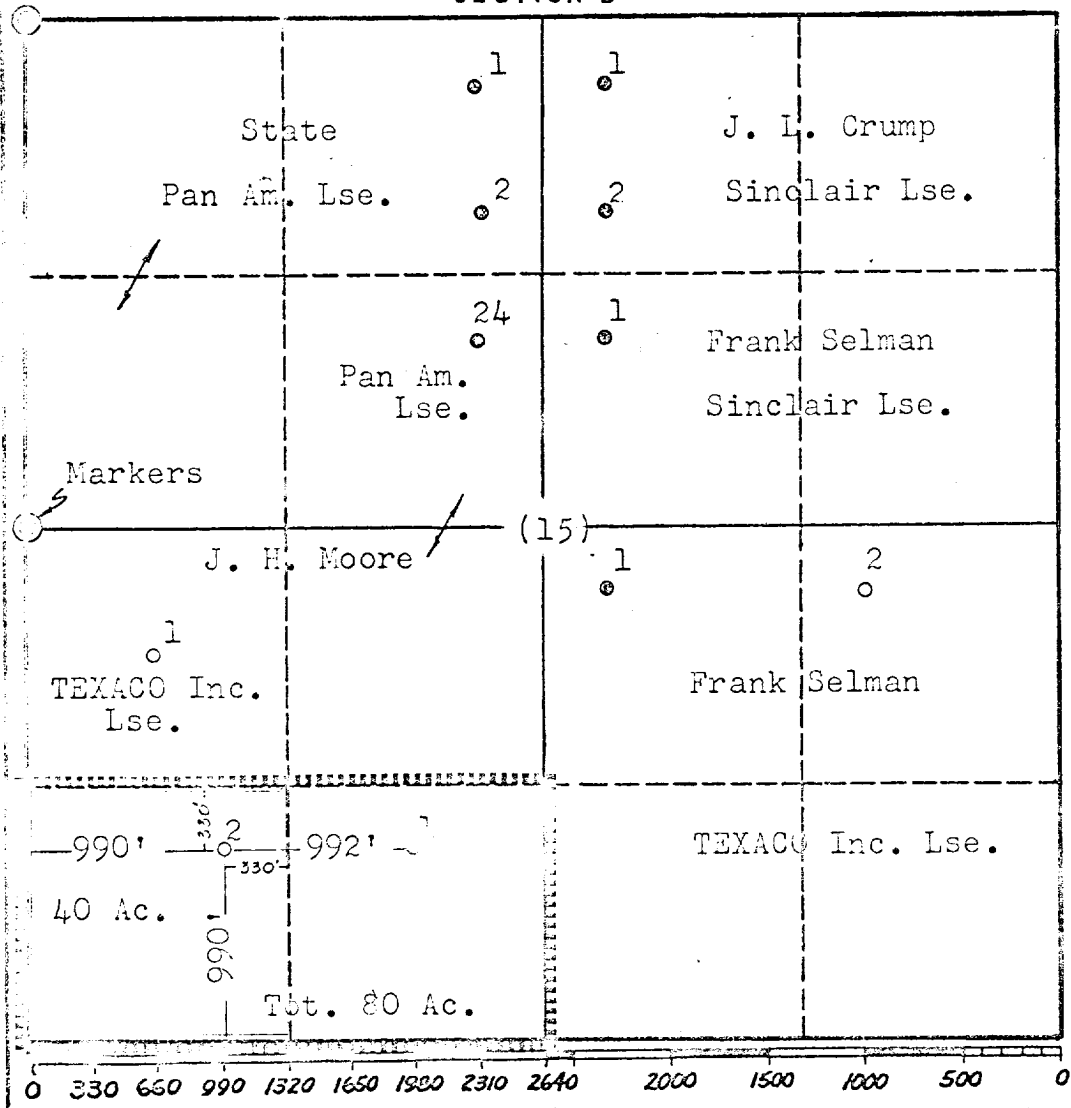 1
1
State
J. L. Crump
Pan Am. Lse.
2
2
Sinclair Lse.
24
1
Frank Selman
Pan Am.
Lse.
Sinclair Lse.
Markers
(15)
J. H. Moore
1
2
1
TEXACO Inc.
Lse.
Frank Selman
330'
2
990'
992'
TEXACO Inc. Lse.
330'
40 Ac.
990'
Tot. 80 Ac.
0 330 660 990 1320 1650 1980 2310 2640 2000 1500 1000 500 0